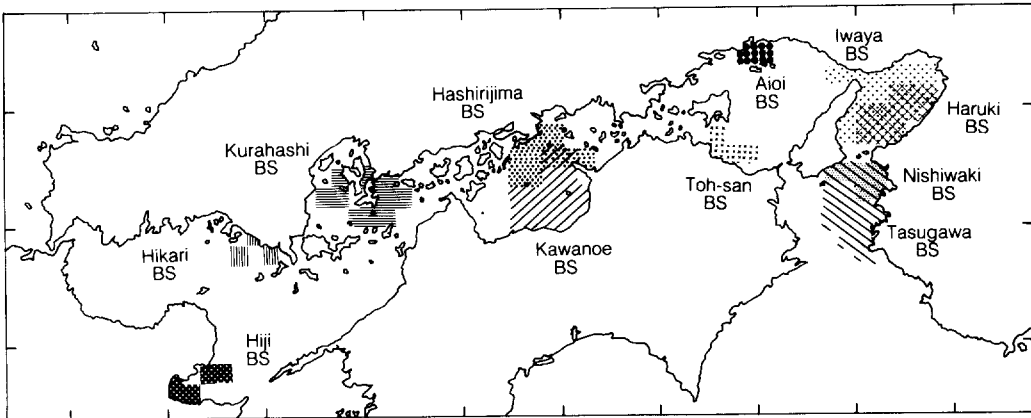 Iwaya
BS
Aioi
BS
Hashirijima
BS
Haruki
BS
Kurahashi
BS
Toh-san
BS
Nishiwaki
BS
Tasugawa
BS
Kawanoe
BS
Hikari
BS
Hiji
BS